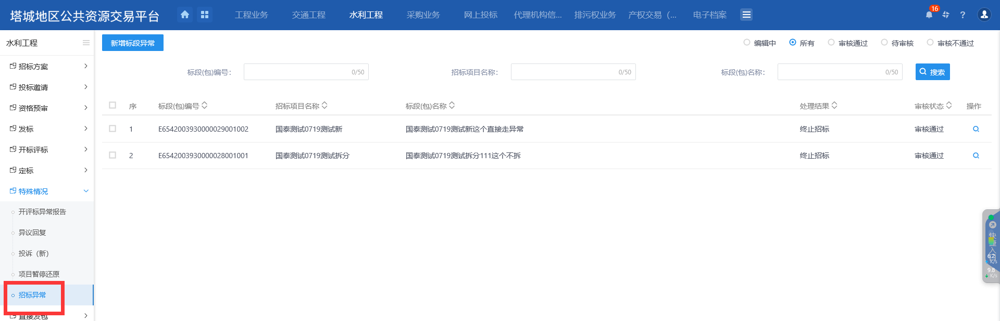 塔城地区公共资源交易平台
工程业务 交通工程 水利工程 采购业务 网上投标 代理机构信... 排污权业务 产权交易（... 电子档案
16
?
水利工程
招标方案
投标邀请
资格预审
发标
开标评标
定标
特殊情况
开评标异常报告
异议回复
投诉（新）
项目暂停还原
招标异常
直接发包
新增标段异常
编辑中 所有 审核通过 待审核 审核不通过
标段(包)编号： 0/50 招标项目名称： 0/50 标段(包)名称： 0/50 搜索
序 标段(包)编号 招标项目名称 标段(包)名称 处理结果 审核状态 操作
1 E6542003930000029001002 国泰测试0719测试新 国泰测试0719测试新这个直接走异常 终止招标 审核通过
2 E6542003930000028001001 国泰测试0719测试拆分 国泰测试0719测试拆分111这个不拆 终止招标 审核通过
快捷入口
6.2
K/s
9.8
K/s